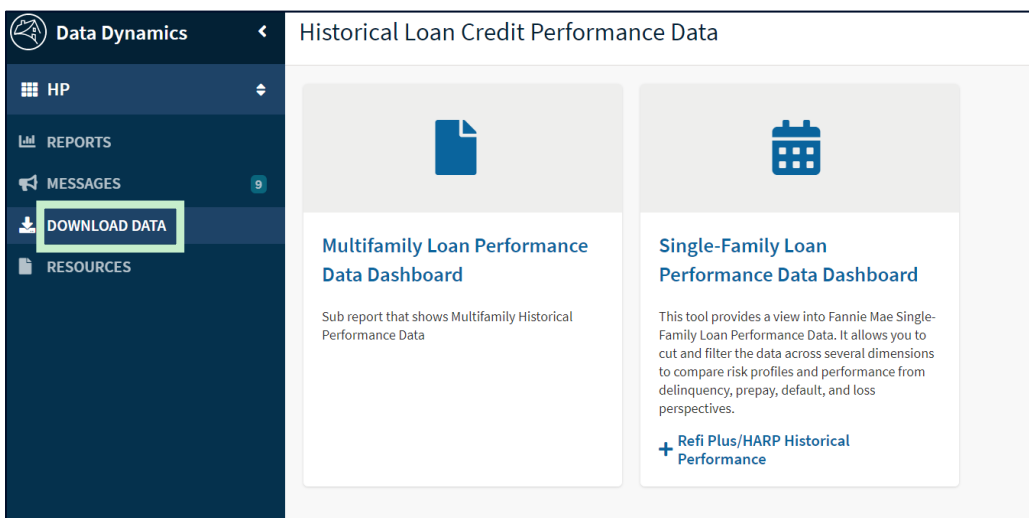 Data Dynamics
Historical Loan Credit Performance Data
HP
REPORTS
MESSAGES
9
DOWNLOAD DATA
RESOURCES
Multifamily Loan Performance
Data Dashboard
Sub report that shows Multifamily Historical
Performance Data
Single-Family Loan
Performance Data Dashboard
This tool provides a view into Fannie Mae Single-
Family Loan Performance Data. It allows you to
cut and filter the data across several dimensions
to compare risk profiles and performance from
delinquency, prepay, default, and loss
perspectives.
Refi Plus/HARP Historical
Performance